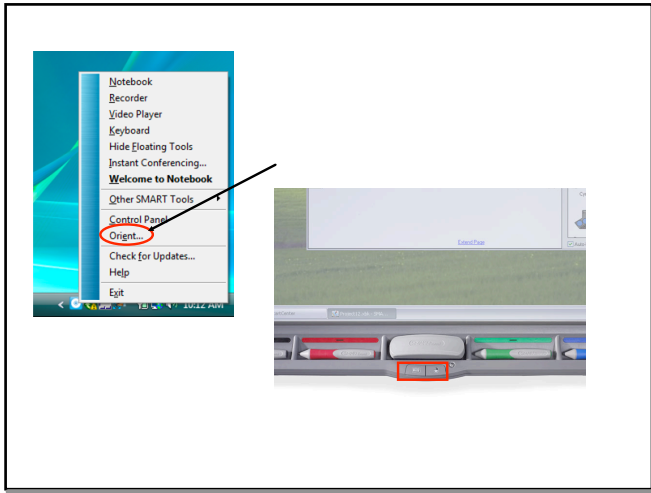 Notebook
Recorder
Video Player
Keyboard
Hide Floating Tools
Instant Conferencing...
Welcome to Notebook
Other SMART Tools
Control Panel
Orient...
Check for Updates...
Help
Exit
10:12 AM
Extend Page